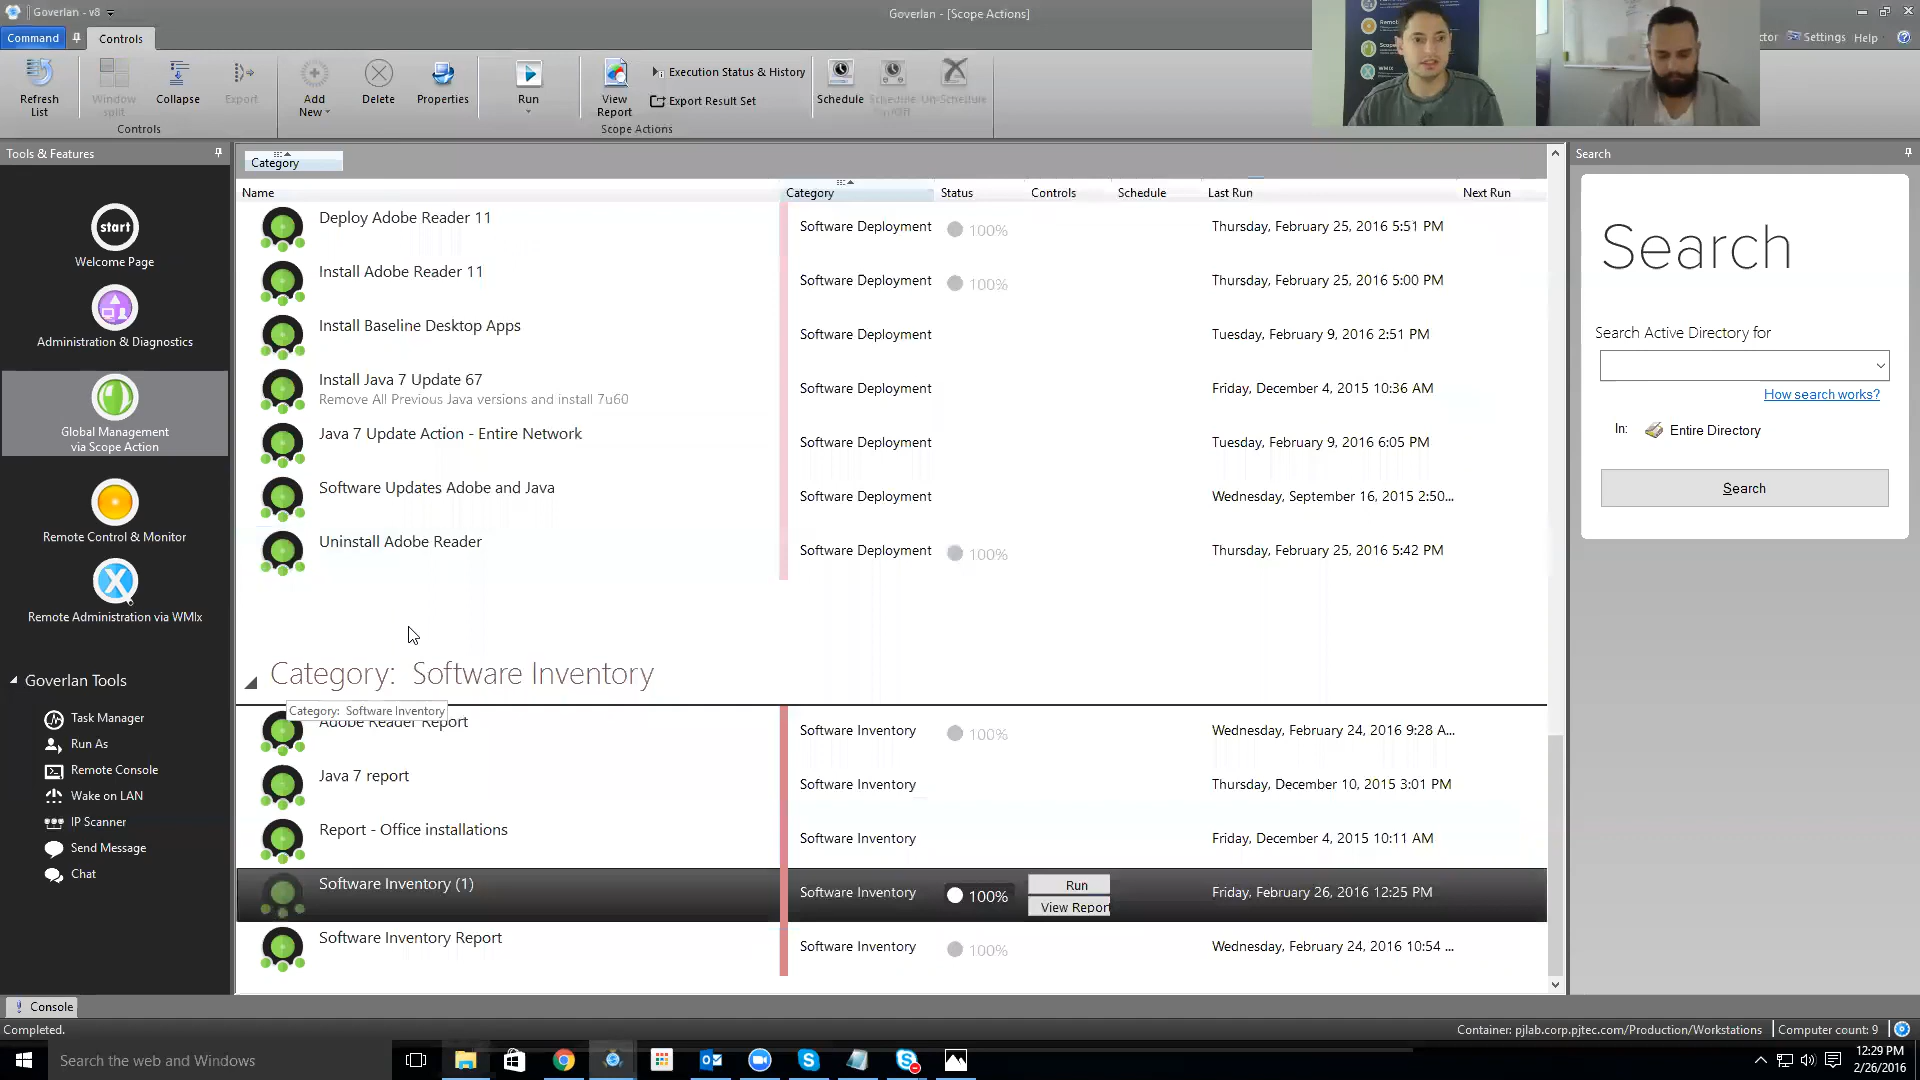 Goverlan - v8
Goverlan - [Scope Actions]
Command
Controls
Settings
Help
Refresh List
Window split
Collapse
Export
Controls
Add New
Delete
Properties
Run
View Report
Execution Status & History
Export Result Set
Scope Actions
Schedule
Schedule
Un-Schedule
Tools & Features
start
Welcome Page
Administration & Diagnostics
Global Management
via Scope Action
Remote Control & Monitor
Remote Administration via WMIx
Goverlan Tools
Task Manager
Run As
Remote Console
Wake on LAN
IP Scanner
Send Message
Chat
Category
Name Category Status Controls Schedule Last Run Next Run
Deploy Adobe Reader 11 Software Deployment 100% Thursday, February 25, 2016 5:51 PM
Install Adobe Reader 11 Software Deployment 100% Thursday, February 25, 2016 5:00 PM
Install Baseline Desktop Apps Software Deployment Tuesday, February 9, 2016 2:51 PM
Install Java 7 Update 67 Software Deployment Friday, December 4, 2015 10:36 AM
Remove All Previous Java versions and install 7u60
Java 7 Update Action - Entire Network Software Deployment Tuesday, February 9, 2016 6:05 PM
Software Updates Adobe and Java Software Deployment Wednesday, September 16, 2015 2:50...
Uninstall Adobe Reader Software Deployment 100% Thursday, February 25, 2016 5:42 PM
Category: Software Inventory
Category: Software Inventory
Adobe Reader Report Software Inventory 100% Wednesday, February 24, 2016 9:28 A...
Java 7 report Software Inventory Thursday, December 10, 2015 3:01 PM
Report - Office installations Software Inventory Friday, December 4, 2015 10:11 AM
Software Inventory (1) Software Inventory 100% Run View Report Friday, February 26, 2016 12:25 PM
Software Inventory Report Software Inventory 100% Wednesday, February 24, 2016 10:54 ...
Search
Search
Search Active Directory for
How search works?
In: Entire Directory
Search
Console
Completed.
Container: pjlab.corp.pjtec.com/Production/Workstations
Computer count: 9
Search the web and Windows
12:29 PM
2/26/2016